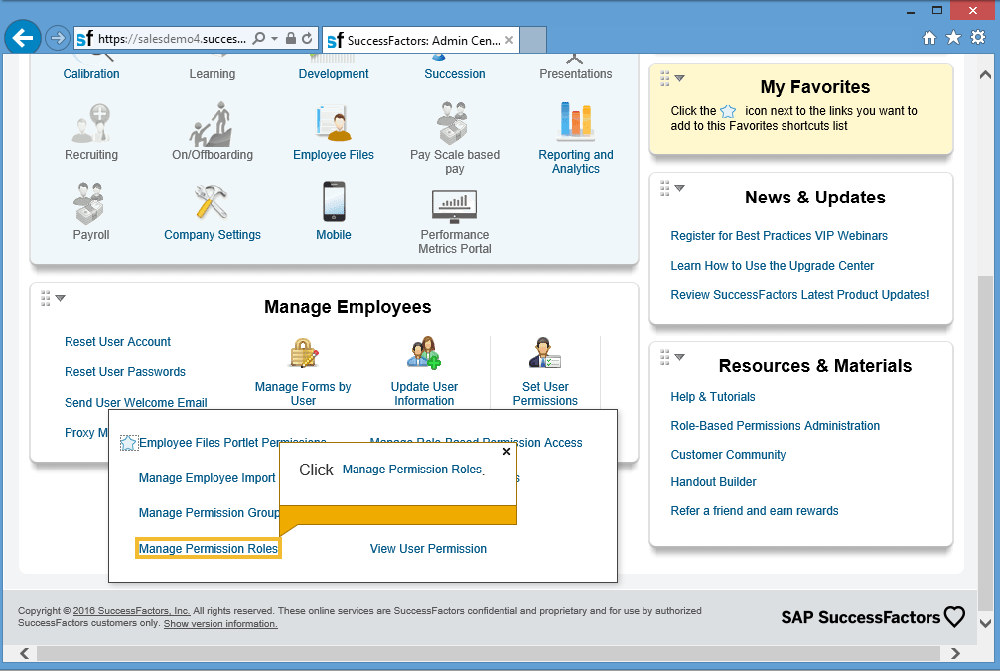 https://salesdemo4.succes...
SuccessFactors: Admin Cen...
Calibration
Learning
Development
Succession
Presentations
Recruiting
On/Offboarding
Employee Files
Pay Scale based
pay
Reporting and
Analytics
Payroll
Company Settings
Mobile
Performance
Metrics Portal
Manage Employees
Reset User Account
Reset User Passwords
Send User Welcome Email
Proxy M
Manage Forms by
User
Update User
Information
Set User
Permissions
Employee Files Portlet Permissions
Manage Role-Based Permission Access
Manage Employee Import
s
Manage Permission Group
Manage Permission Roles
View User Permission
Click Manage Permission Roles.
My Favorites
Click the icon next to the links you want to
add to this Favorites shortcuts list
News & Updates
Register for Best Practices VIP Webinars
Learn How to Use the Upgrade Center
Review SuccessFactors Latest Product Updates!
Resources & Materials
Help & Tutorials
Role-Based Permissions Administration
Customer Community
Handout Builder
Refer a friend and earn rewards
Copyright © 2016 SuccessFactors, Inc. All rights reserved. These online services are SuccessFactors confidential and proprietary and for use by authorized
SuccessFactors customers only. Show version information.
SAP SuccessFactors